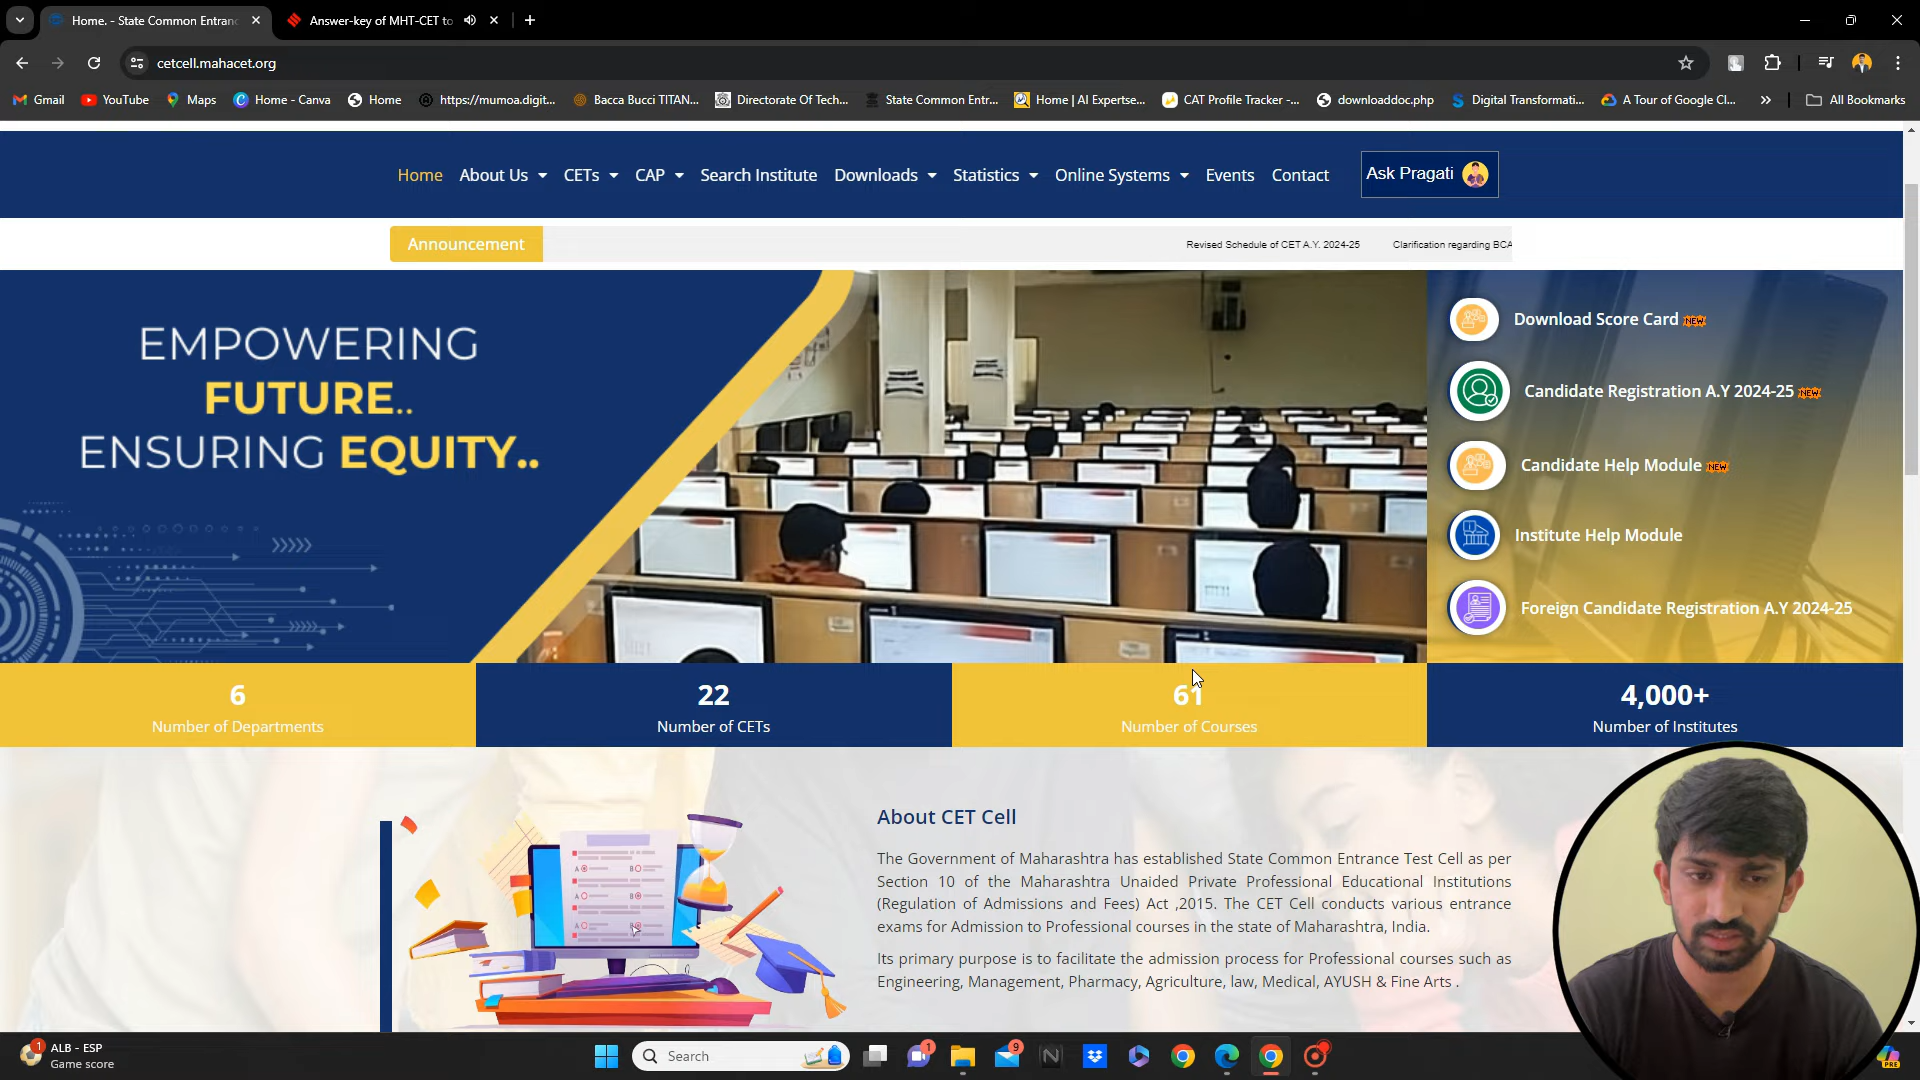 Home. - State Common Entranc
Answer-key of MHT-CET to
cetcell.mahacet.org
Gmail
YouTube
Maps
Home - Canva
Home
https://mumoa.digit...
Bacca Bucci TITAN...
Directorate Of Tech...
State Common Entr...
Home | AI Expertse...
CAT Profile Tracker -...
downloaddoc.php
Digital Transformati...
A Tour of Google Cl...
All Bookmarks
Home
About Us
CETs
CAP
Search Institute
Downloads
Statistics
Online Systems
Events
Contact
Ask Pragati
Announcement
Revised Schedule of CET A.Y. 2024-25
Clarification regarding BCA
EMPOWERING
FUTURE..
ENSURING EQUITY..
Download Score Card NEW
Candidate Registration A.Y 2024-25 NEW
Candidate Help Module NEW
Institute Help Module
Foreign Candidate Registration A.Y 2024-25
6
Number of Departments
22
Number of CETs
61
Number of Courses
4,000+
Number of Institutes
About CET Cell
The Government of Maharashtra has established State Common Entrance Test Cell as per
Section 10 of the Maharashtra Unaided Private Professional Educational Institutions
(Regulation of Admissions and Fees) Act ,2015. The CET Cell conducts various entrance
exams for Admission to Professional courses in the state of Maharashtra, India.
Its primary purpose is to facilitate the admission process for Professional courses such as
Engineering, Management, Pharmacy, Agriculture, law, Medical, AYUSH & Fine Arts .
1
ALB - ESP
Game score
Search
1
9
PRE